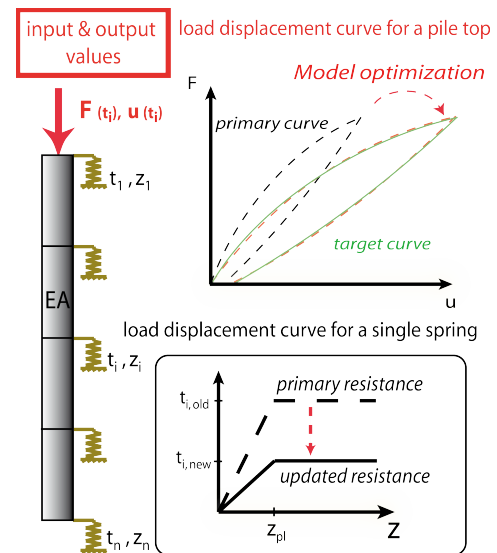 input & output
values
load displacement curve for a pile top
F (ti), u (ti)
F
Model optimization
primary curve
target curve
u
t1 , z1
EA
load displacement curve for a single spring
ti, zi
ti, old
primary resistance
ti, new
updated resistance
zpl
Z
tn, zn